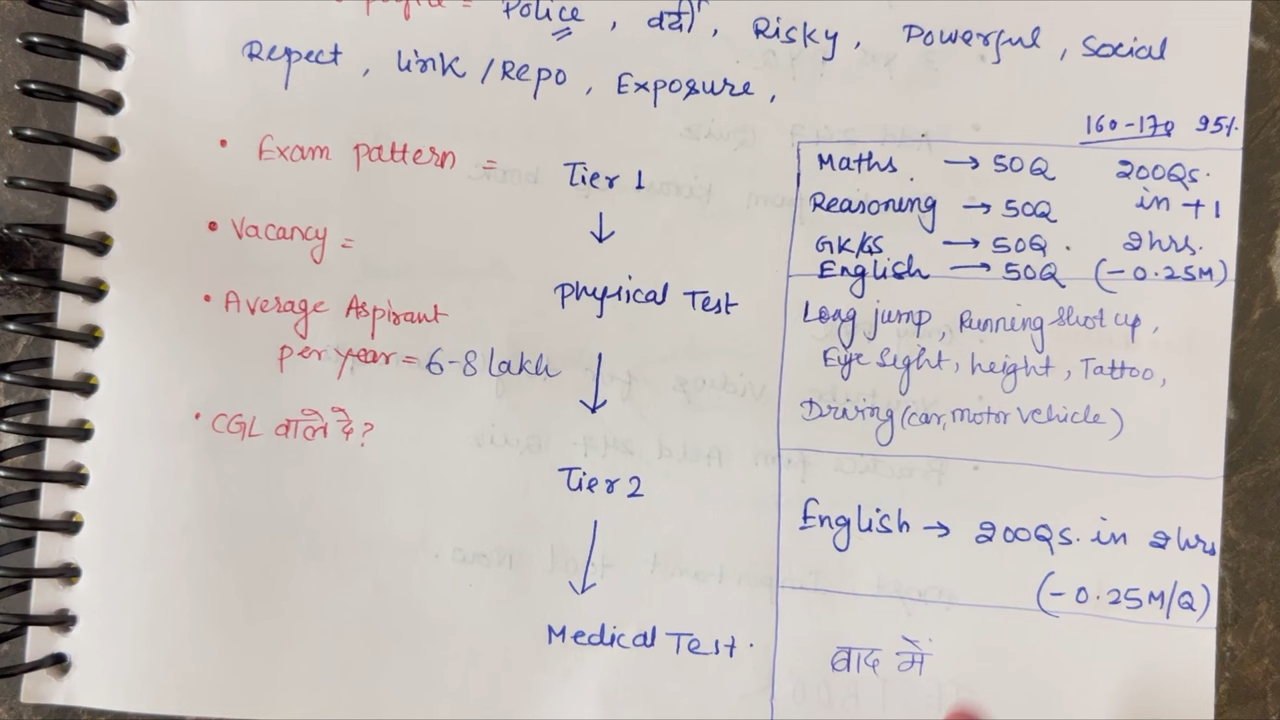 Police, वर्दी, Risky, Powerful, Social
Repect, link/Repo, Exposure,
• Exam pattern =
• Vacancy =
• Average Aspirant
per year = 6-8 lakh
• CGL वाले दे?
Tier 1
↓
Physical Test
↓
Tier 2
↓
Medical Test.
160-170 95%
Maths → 50Q 200Qs.
Reasoning → 50Q in +1
GK/GS → 50Q. 2hrs.
English → 50Q (-0.25M)
Long jump, Running Shot up,
Eye Sight, height, Tattoo,
Driving (car, motor vehicle)
English → 200Qs. in 2hrs
(-0.25M/Q)
बाद में